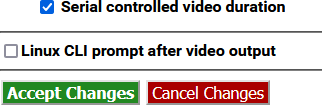 Serial controlled video duration
Linux CLI prompt after video output
Accept Changes Cancel Changes